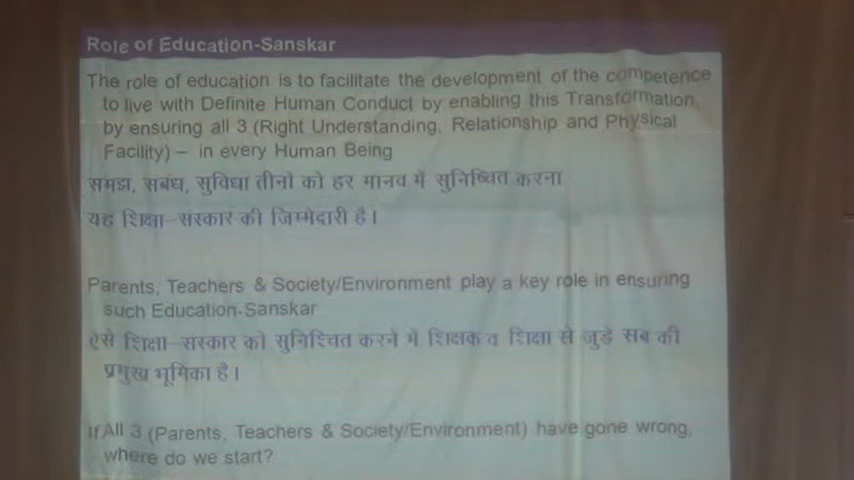 Role of Education-Sanskar
The role of education is to facilitate the development of the competence
to live with Definite Human Conduct by enabling this Transformation,
by ensuring all 3 (Right Understanding, Relationship and Physical
Facility) – in every Human Being
समझ, संबंध, सुविधा तीनों को हर मानव में सुनिष्चित करना
यह शिक्षा–संस्कार की जिम्मेदारी है।
Parents, Teachers & Society/Environment play a key role in ensuring
such Education-Sanskar
ऐसे शिक्षा–संस्कार को सुनिश्चित करने में शिक्षक व शिक्षा से जुड़े सब की
प्रमुख भूमिका है।
If All 3 (Parents, Teachers & Society/Environment) have gone wrong,
where do we start?